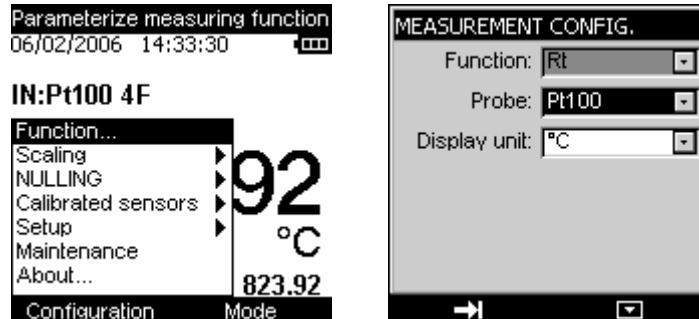 Parameterize measuring function
06/02/2006 14:33:30
IN:Pt100 4F
Function...
Scaling
NULLING
Calibrated sensors
Setup
Maintenance
About...
92
°C
823.92
Configuration Mode
MEASUREMENT CONFIG.
Function: Rt
Probe: Pt100
Display unit: °C